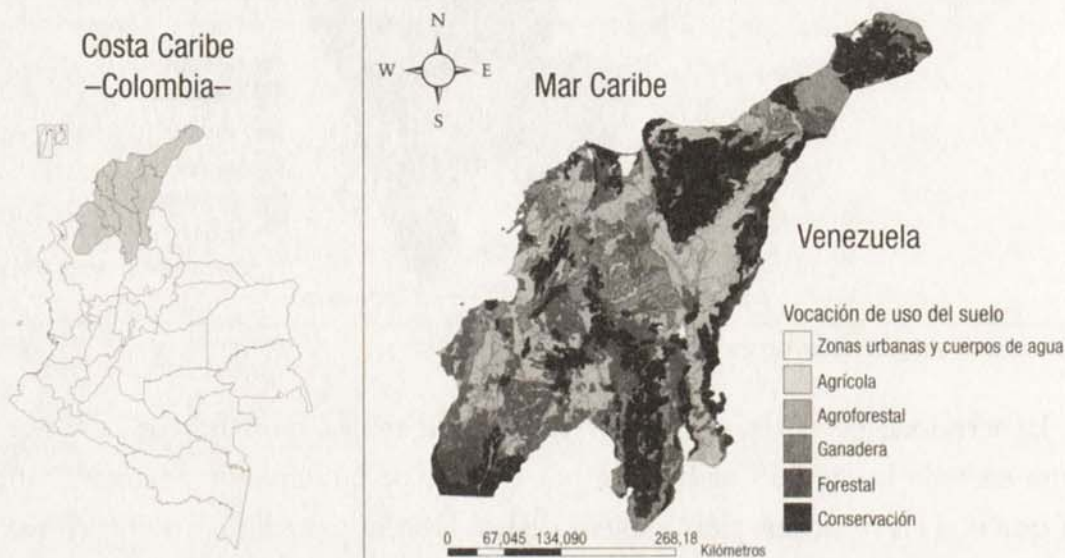 Costa Caribe
–Colombia–
N
W
E
S
Mar Caribe
Venezuela
Vocación de uso del suelo
Zonas urbanas y cuerpos de agua
Agrícola
Agroforestal
Ganadera
Forestal
Conservación
0 67,045 134,090 268,18
Kilómetros